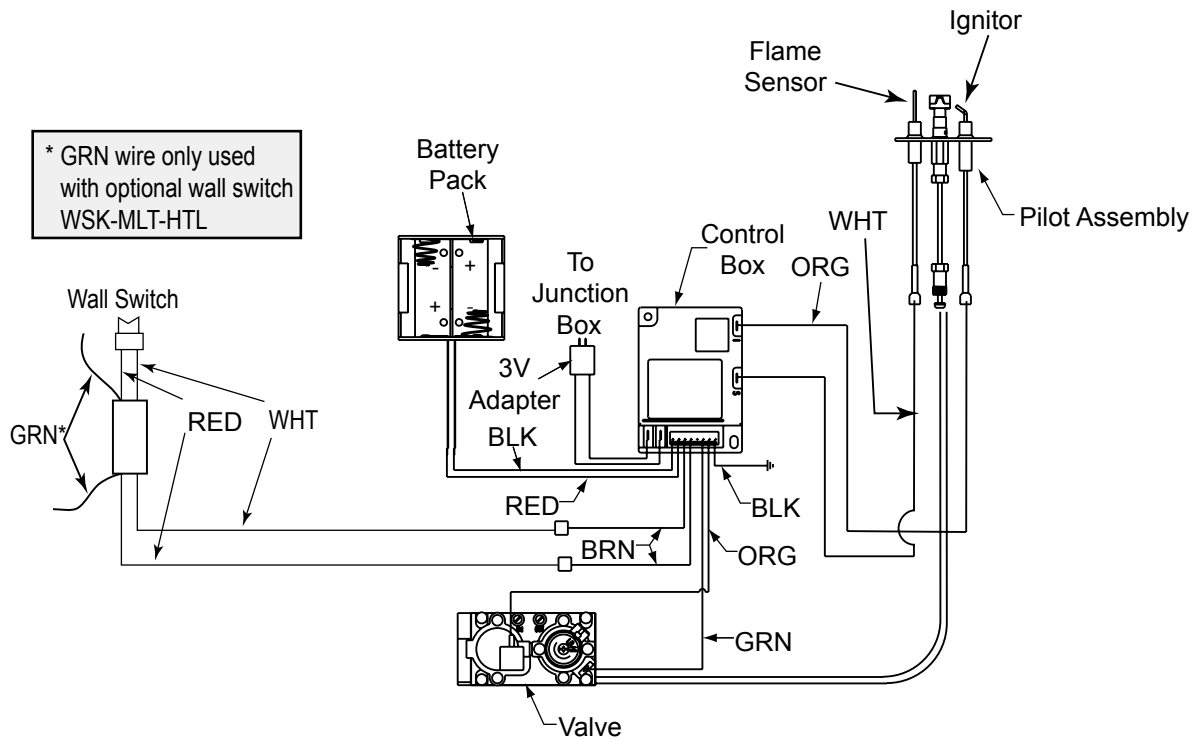 Ignitor
Flame
Sensor
* GRN wire only used
with optional wall switch
WSK-MLT-HTL
Battery
Pack
Pilot Assembly
WHT
Control
Box
ORG
To
Junction
Box
Wall Switch
3V
Adapter
I
S
GRN*
RED
WHT
BLK
RED
BLK
BRN
ORG
GRN
Valve
- +
+ -